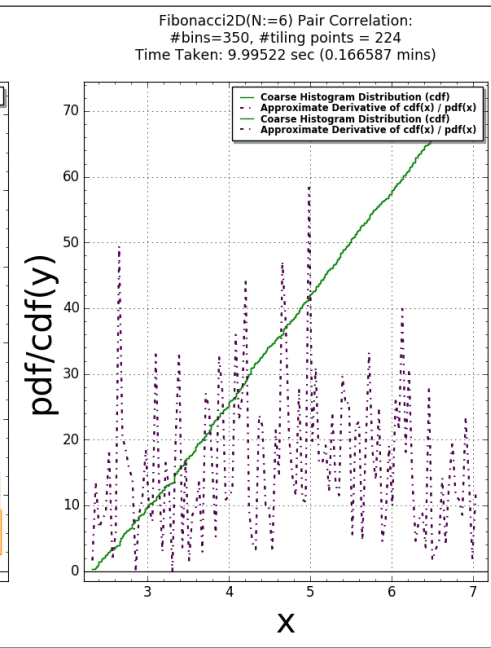 Fibonacci2D(N:=6) Pair Correlation:
#bins=350, #tiling points = 224
Time Taken: 9.99522 sec (0.166587 mins)
Coarse Histogram Distribution (cdf)
Approximate Derivative of cdf(x) / pdf(x)
Coarse Histogram Distribution (cdf)
Approximate Derivative of cdf(x) / pdf(x)
70
60
50
40
30
20
10
0
pdf/cdf(y)
3 4 5 6 7
x